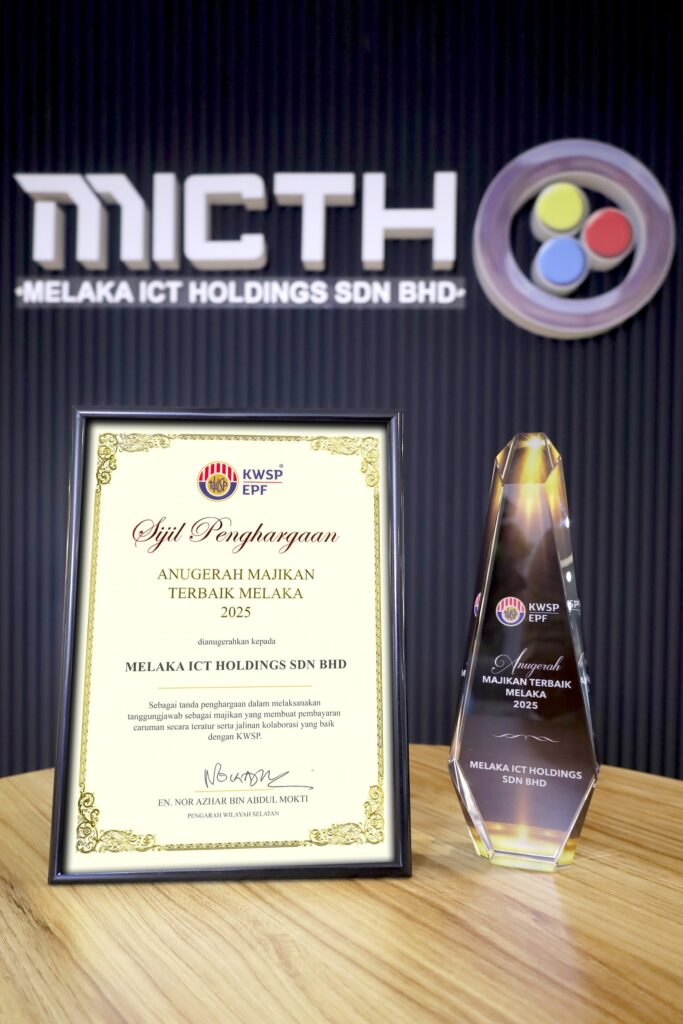 MICTH
MELAKA ICT HOLDINGS SDN BHD
KWSP
EPF
Sijil Penghargaan
ANUGERAH MAJIKAN
TERBAIK MELAKA
2025
dianugerahkan kepada
MELAKA ICT HOLDINGS SDN BHD
Sebagai tanda penghargaan dalam melaksanakan
tanggungjawab sebagai majikan yang membuat pembayaran
caruman secara teratur serta jalinan kolaborasi yang baik
dengan KWSP.
EN. NOR AZHAR BIN ABDUL MOKTI
PENGARAH WILAYAH SELATAN
KWSP
EPF
Anugerah
MAJIKAN TERBAIK
MELAKA
2025
MELAKA ICT HOLDINGS
SDN BHD